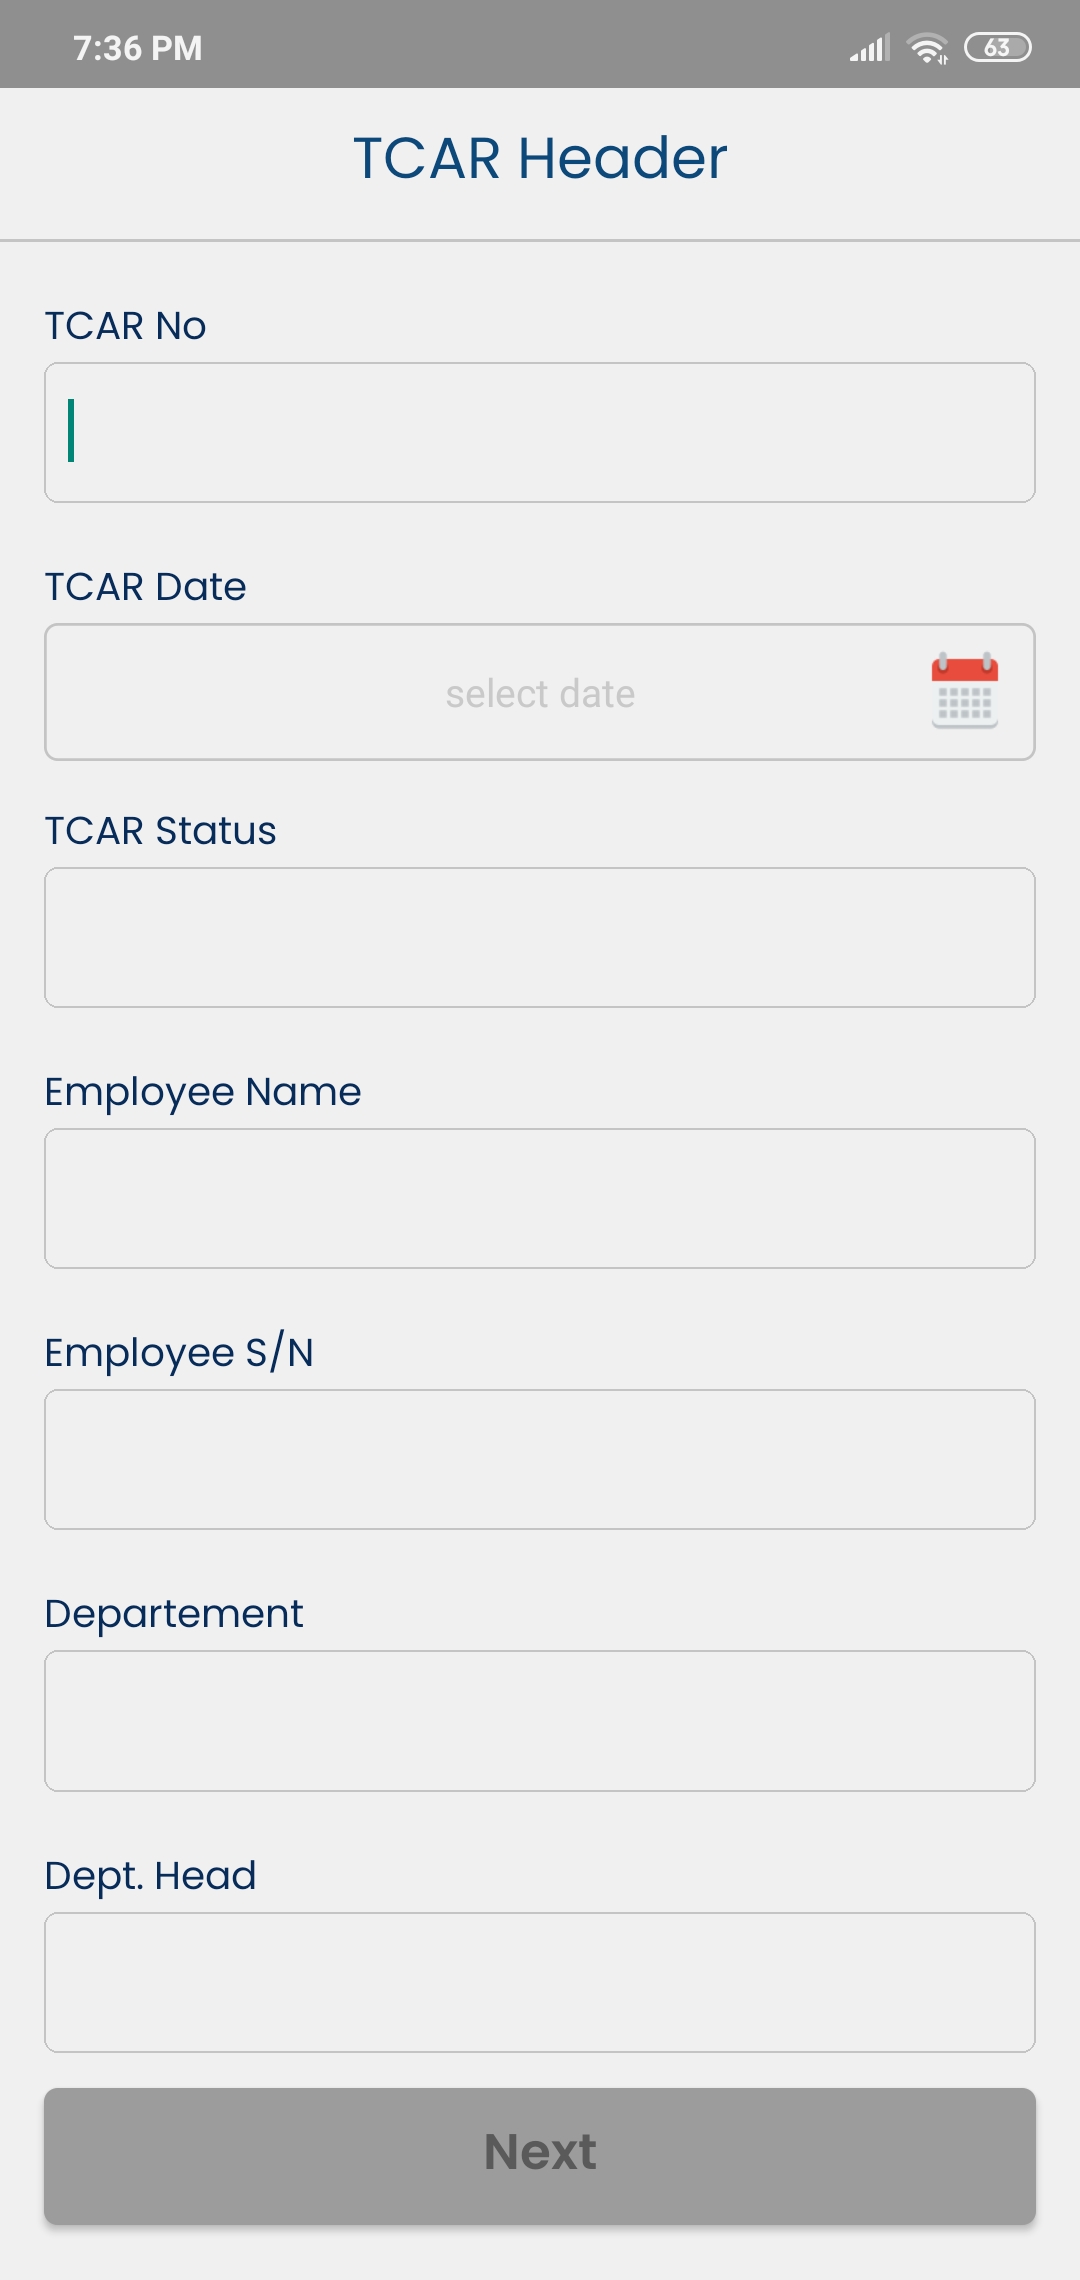 7:36 PM
63
TCAR Header
TCAR No
TCAR Date
select date
TCAR Status
Employee Name
Employee S/N
Departement
Dept. Head
Next